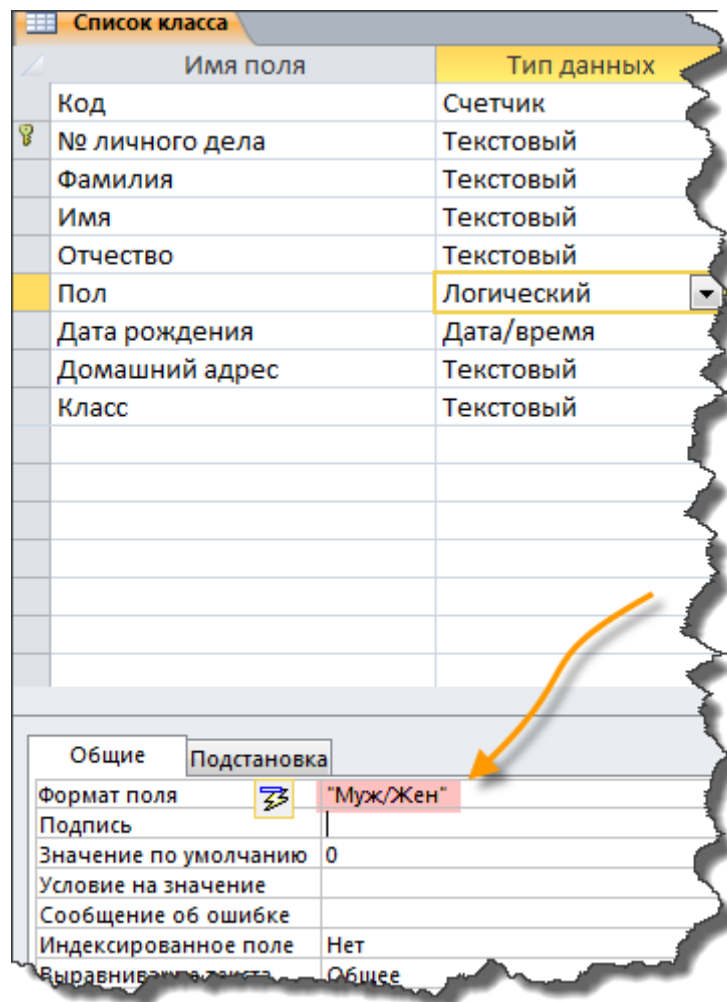 Список класса
Имя поля Тип данных
Код Счетчик
№ личного дела Текстовый
Фамилия Текстовый
Имя Текстовый
Отчество Текстовый
Пол Логический
Дата рождения Дата/время
Домашний адрес Текстовый
Класс Текстовый
Общие Подстановка
Формат поля "Муж/Жен"
Подпись
Значение по умолчанию 0
Условие на значение
Сообщение об ошибке
Индексированное поле Нет
Выравнивание текста Общее